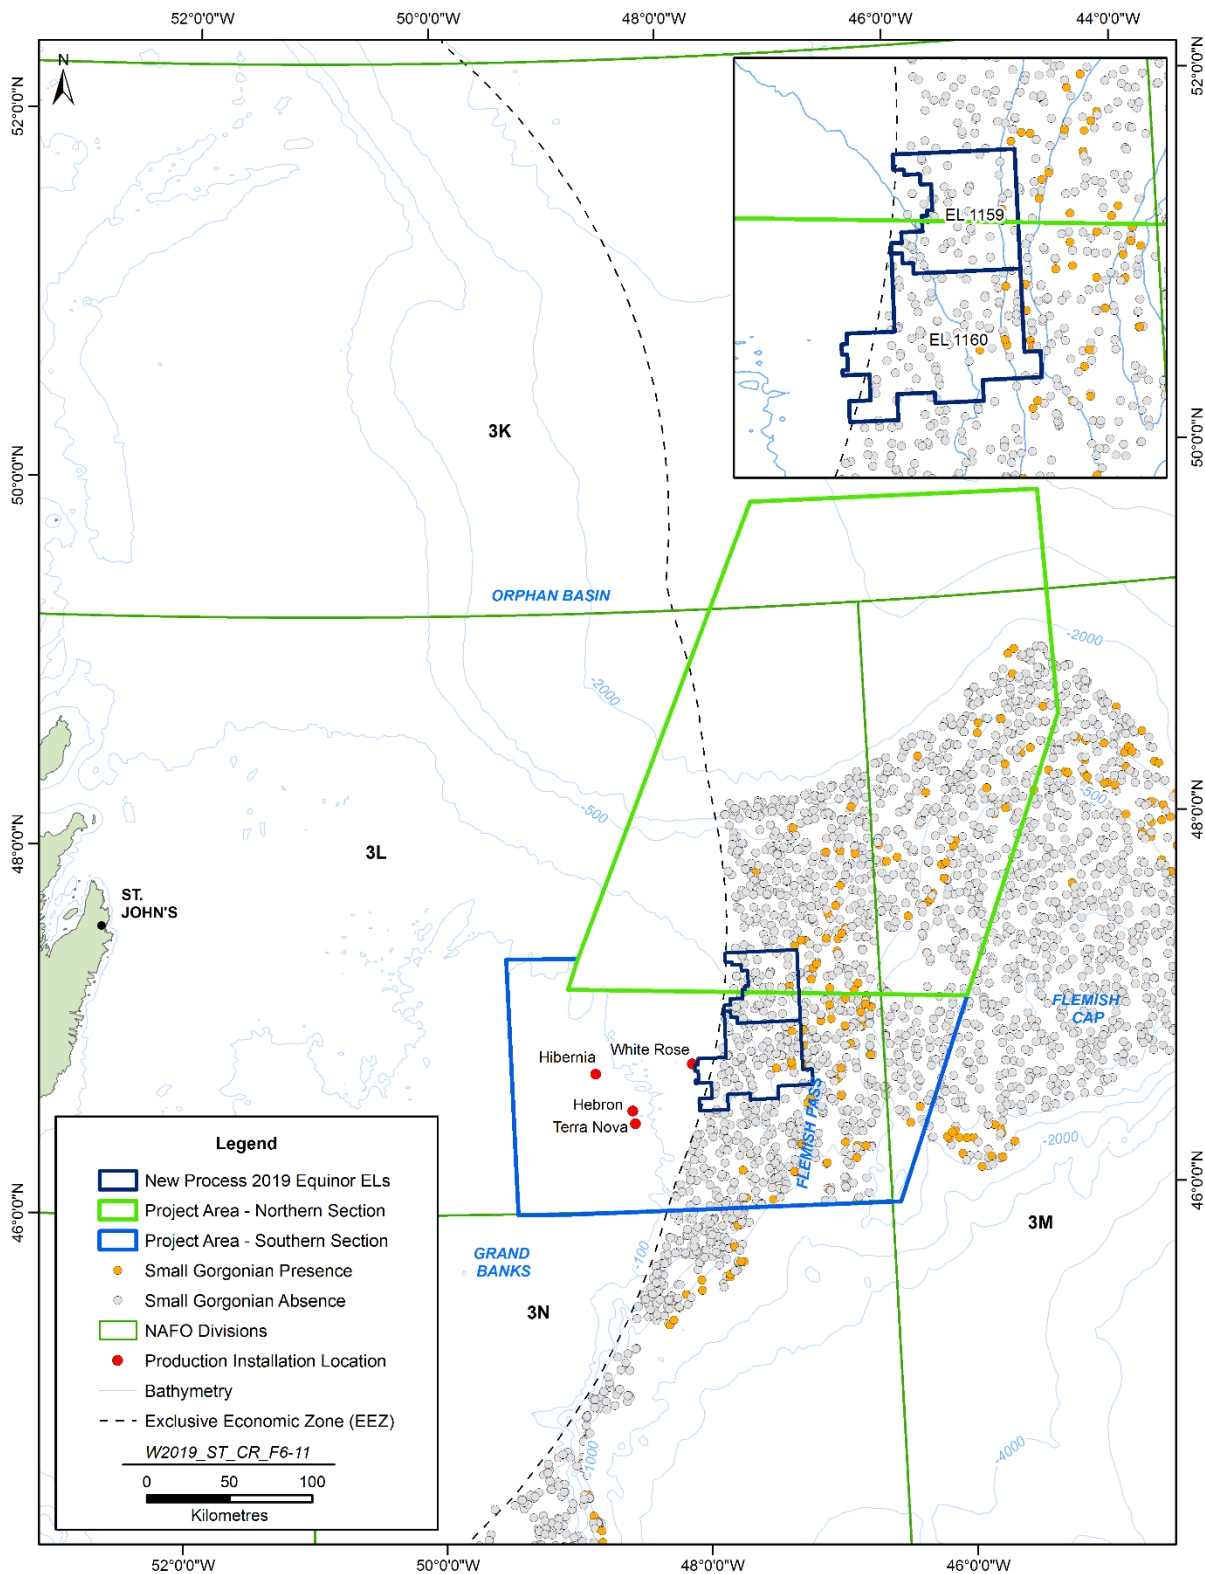 52°0'0"W
50°0'0"W
48°0'0"W
46°0'0"W
44°0'0"W
N
52°0'0"N
52°0'0"N
EL 1159
EL 1160
3K
50°0'0"N
50°0'0"N
ORPHAN BASIN
-2000
-2000
-500
-500
48°0'0"N
48°0'0"N
3L
ST.
JOHN'S
FLEMISH
CAP
White Rose
Hibernia
Hebron
Terra Nova
FLEMISH PASS
-2000
46°0'0"N
46°0'0"N
3M
GRAND
BANKS
-100
3N
-1000
-4000
Legend
New Process 2019 Equinor ELs
Project Area - Northern Section
Project Area - Southern Section
Small Gorgonian Presence
Small Gorgonian Absence
NAFO Divisions
Production Installation Location
Bathymetry
Exclusive Economic Zone (EEZ)
W2019_ST_CR_F6-11
0 50 100
Kilometres
52°0'0"W
50°0'0"W
48°0'0"W
46°0'0"W